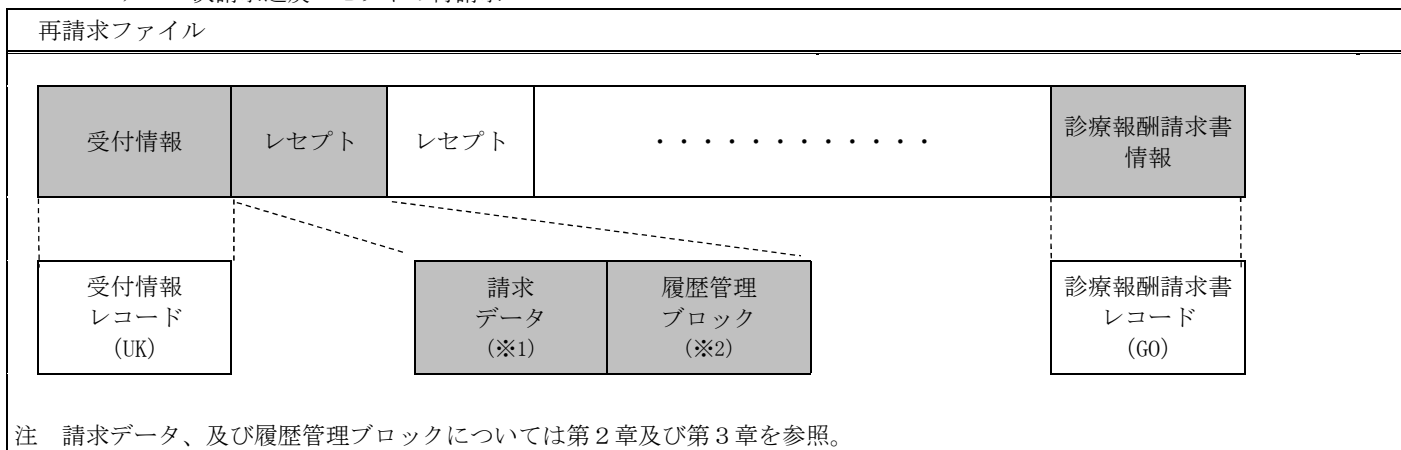 再請求ファイル
受付情報
レセプト
レセプト
・・・・・・・・・・・・
診療報酬請求書
情報
受付情報
レコード
(UK)
請求
データ
(※1)
履歴管理
ブロック
(※2)
診療報酬請求書
レコード
(GO)
注　請求データ、及び履歴管理ブロックについては第２章及び第３章を参照。